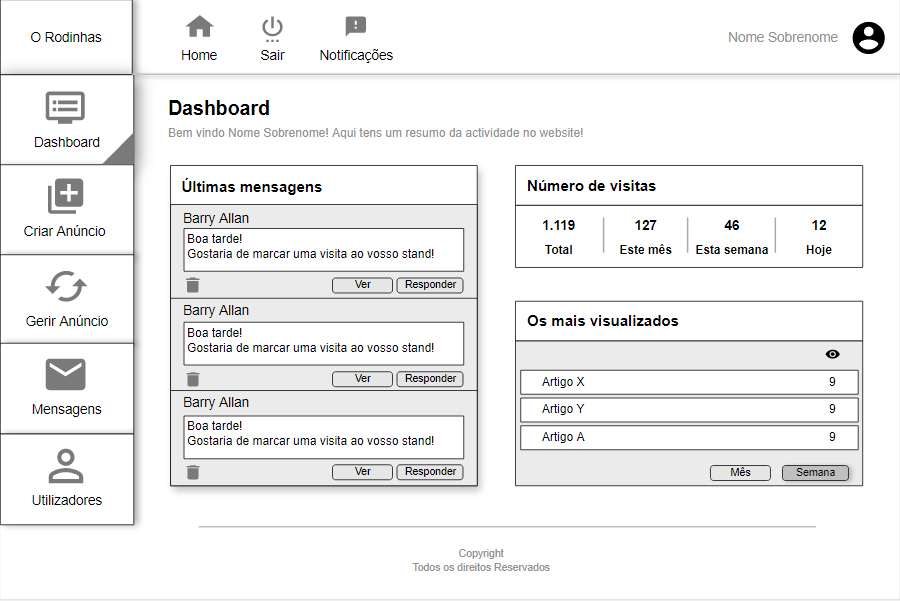 O Rodinhas
Home
Sair
Notificações
Nome Sobrenome
Dashboard
Criar Anúncio
Gerir Anúncio
Mensagens
Utilizadores
Dashboard
Bem vindo Nome Sobrenome! Aqui tens um resumo da actividade no website!
Últimas mensagens
Barry Allan
Boa tarde!
Gostaria de marcar uma visita ao vosso stand!
Ver
Responder
Barry Allan
Boa tarde!
Gostaria de marcar uma visita ao vosso stand!
Ver
Responder
Barry Allan
Boa tarde!
Gostaria de marcar uma visita ao vosso stand!
Ver
Responder
Número de visitas
1.119
Total
127
Este mês
46
Esta semana
12
Hoje
Os mais visualizados
Artigo X 9
Artigo Y 9
Artigo A 9
Mês
Semana
Copyright
Todos os direitos Reservados